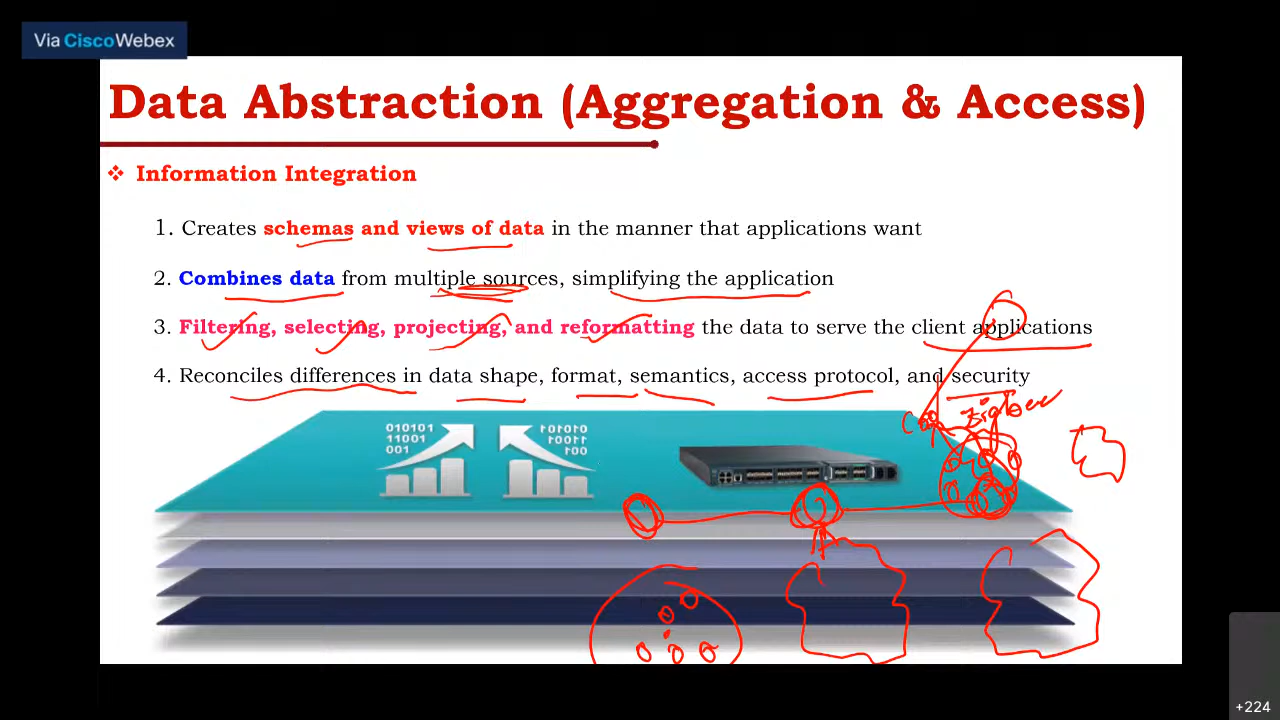 Via CiscoWebex
Data Abstraction (Aggregation & Access)
❖ Information Integration
1. Creates schemas and views of data in the manner that applications want
2. Combines data from multiple sources, simplifying the application
3. Filtering, selecting, projecting, and reformatting the data to serve the client applications
4. Reconciles differences in data shape, format, semantics, access protocol, and security
Zigbee
010101
11001
001
010101
11001
001
+224